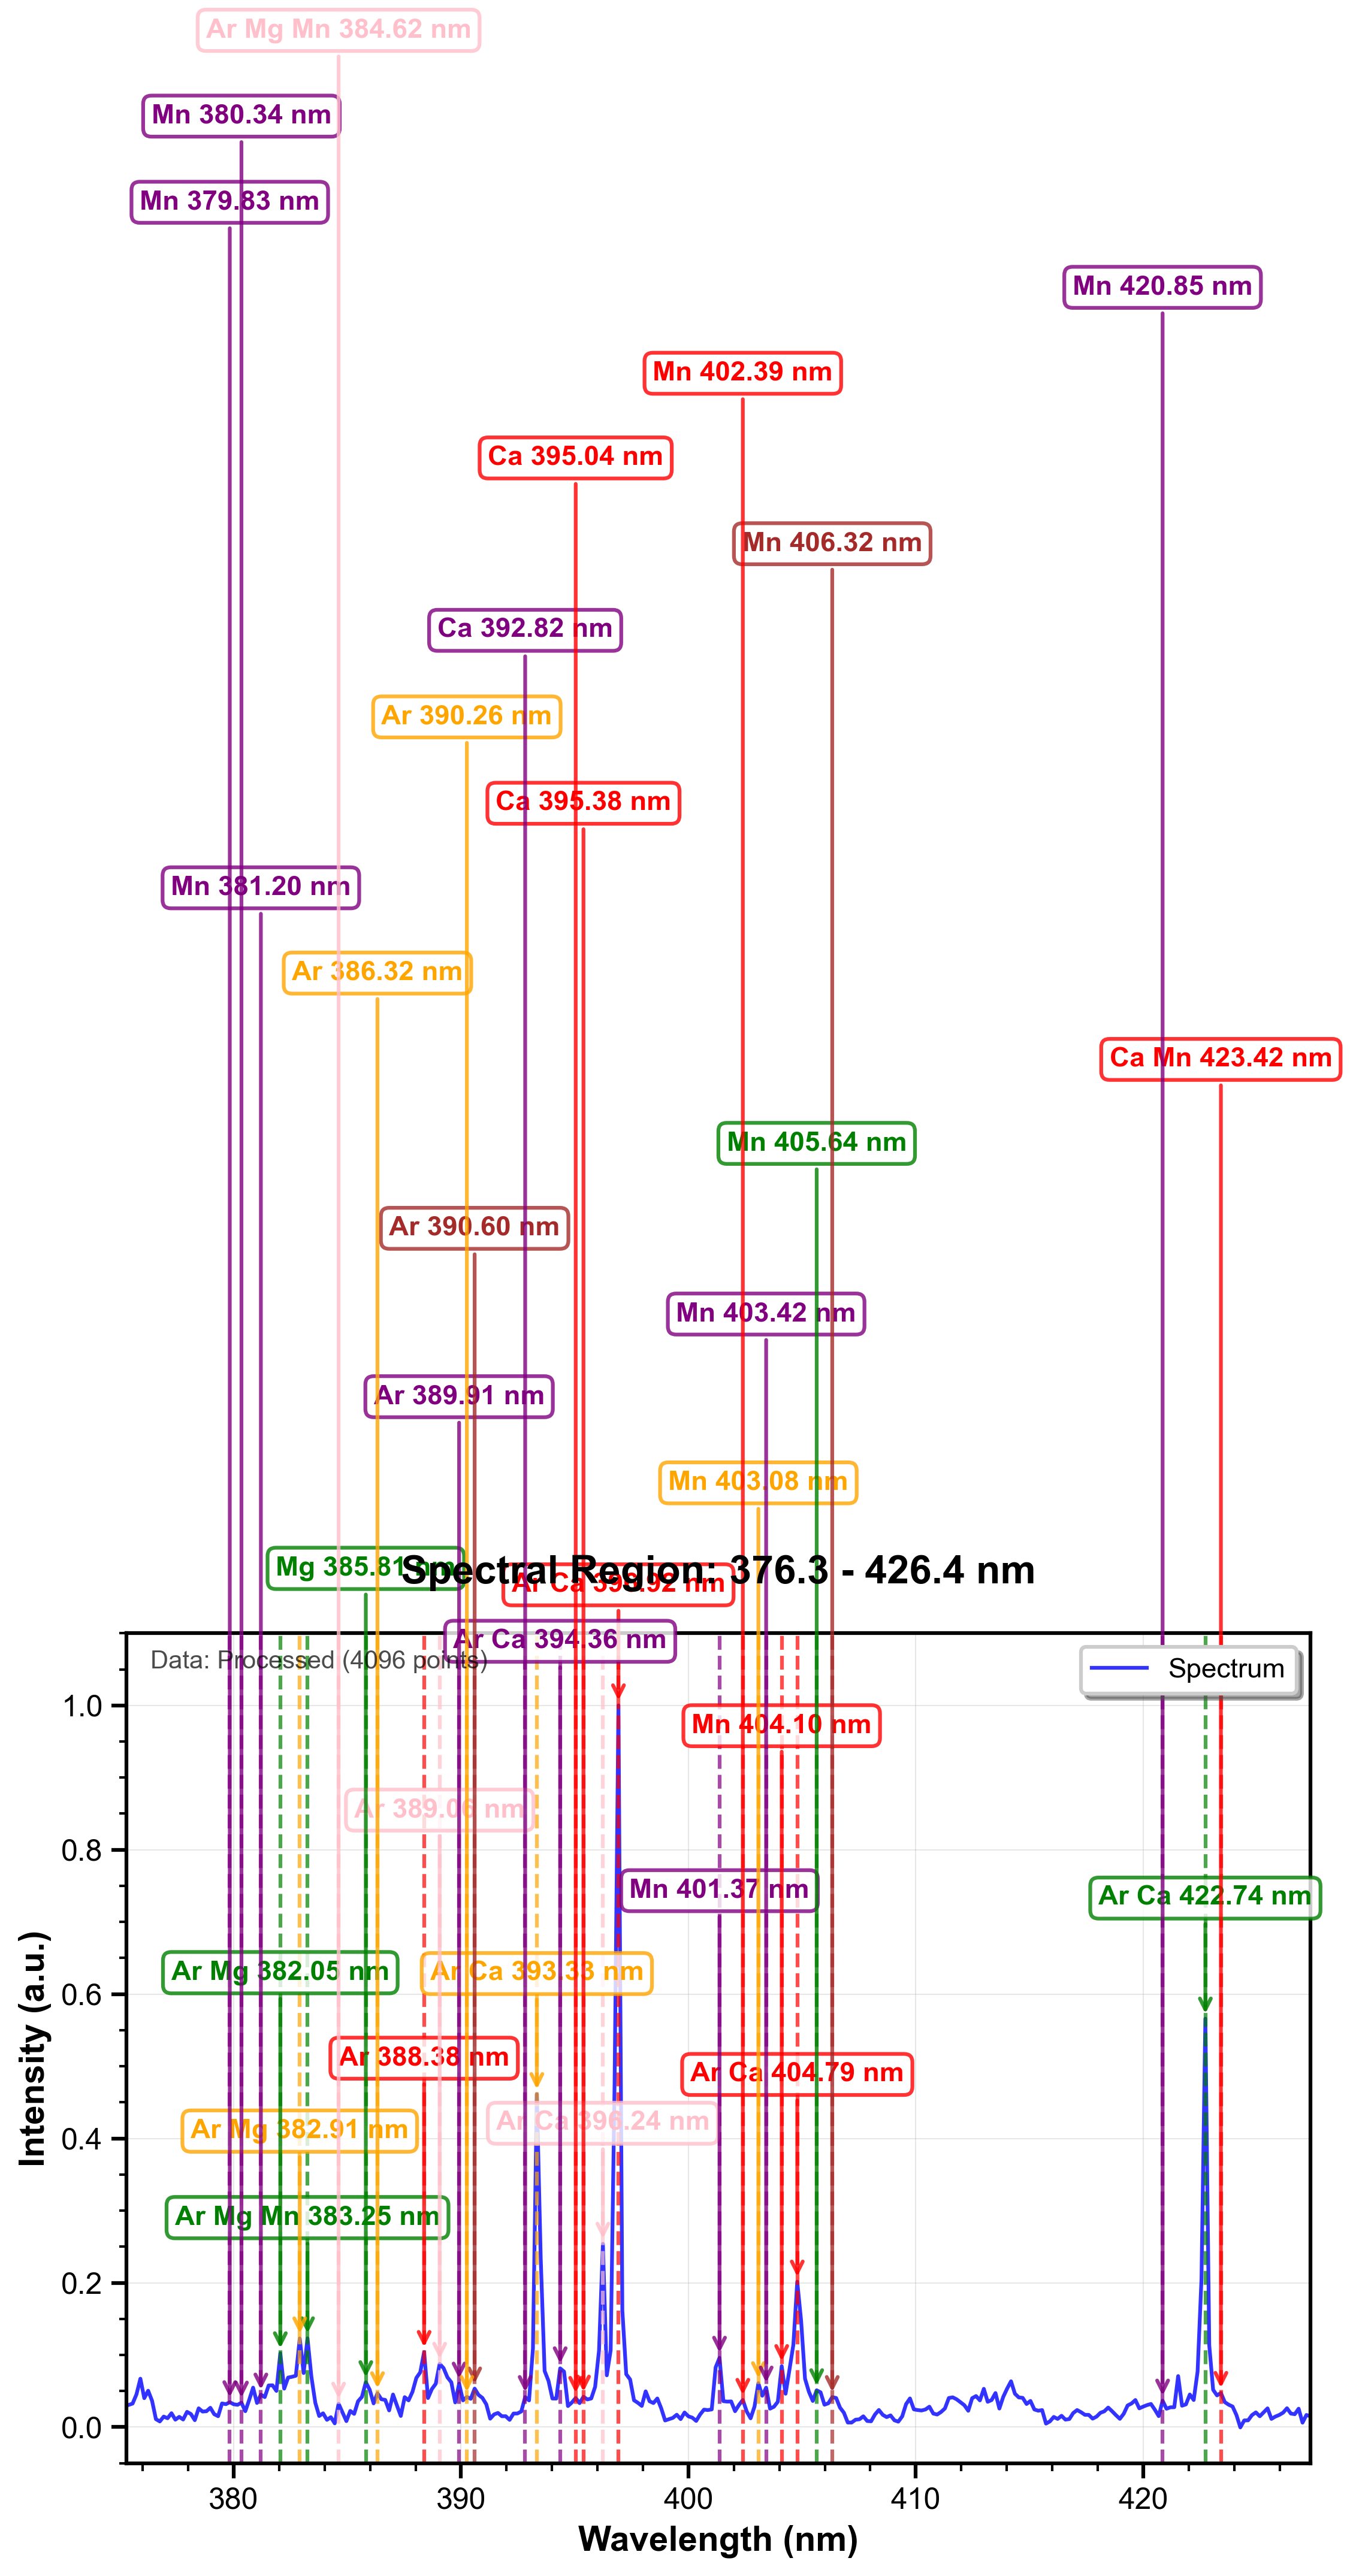 Ar Mg Mn 384.62 nm
Mn 380.34 nm
Mn 379.83 nm
Mn 420.85 nm
Mn 402.39 nm
Ca 395.04 nm
Mn 406.32 nm
Ca 392.82 nm
Ar 390.26 nm
Ca 395.38 nm
Mn 381.20 nm
Ar 386.32 nm
Ca Mn 423.42 nm
Mn 405.64 nm
Ar 390.60 nm
Mn 403.42 nm
Ar 389.91 nm
Mn 403.08 nm
Mg 385.81 nm
Spectral Region: 376.3 - 426.4 nm
Ar Ca 396.92 nm
Ar Ca 394.36 nm
Data: Processed (4096 points)
Spectrum
Mn 404.10 nm
Ar 389.06 nm
Mn 401.37 nm
Ar Ca 422.74 nm
Ar Mg 382.05 nm
Ar Ca 393.33 nm
Ar 388.38 nm
Ar Ca 404.79 nm
Ar Ca 396.24 nm
Ar Mg 382.91 nm
Ar Mg Mn 383.25 nm
1.0
0.8
0.6
0.4
0.2
0.0
Intensity (a.u.)
380 390 400 410 420
Wavelength (nm)